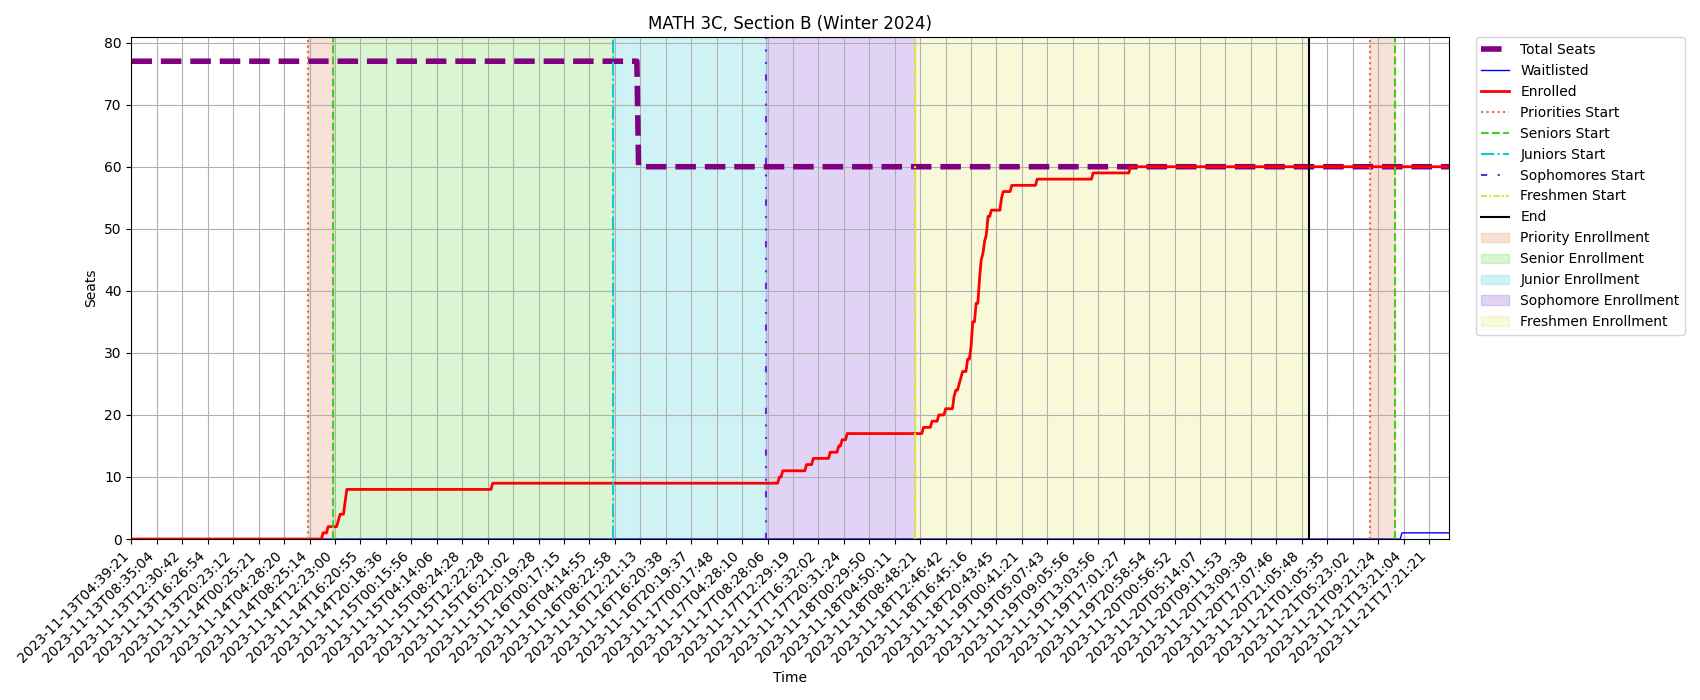 MATH 3C, Section B (Winter 2024)
80
70
60
50
40
30
20
10
0
Seats
2023-11-13T04:39:21
2023-11-13T08:35:04
2023-11-13T12:30:42
2023-11-13T16:26:54
2023-11-13T20:23:12
2023-11-14T00:25:21
2023-11-14T04:28:20
2023-11-14T08:25:14
2023-11-14T12:23:00
2023-11-14T16:20:55
2023-11-14T20:18:36
2023-11-15T00:15:56
2023-11-15T04:14:06
2023-11-15T08:24:28
2023-11-15T12:22:28
2023-11-15T16:21:02
2023-11-15T20:19:28
2023-11-16T00:17:15
2023-11-16T04:14:55
2023-11-16T08:22:58
2023-11-16T12:21:13
2023-11-16T16:20:38
2023-11-16T20:19:37
2023-11-17T00:17:48
2023-11-17T04:28:10
2023-11-17T08:28:06
2023-11-17T12:29:19
2023-11-17T16:32:02
2023-11-17T20:31:24
2023-11-18T00:29:50
2023-11-18T04:50:11
2023-11-18T08:48:21
2023-11-18T12:46:42
2023-11-18T16:45:16
2023-11-18T20:43:45
2023-11-19T00:41:21
2023-11-19T05:07:43
2023-11-19T09:05:56
2023-11-19T13:03:56
2023-11-19T17:01:27
2023-11-19T20:58:54
2023-11-20T00:56:52
2023-11-20T05:14:07
2023-11-20T09:11:53
2023-11-20T13:09:38
2023-11-20T17:07:46
2023-11-20T21:05:48
2023-11-21T01:05:35
2023-11-21T05:23:02
2023-11-21T09:21:24
2023-11-21T13:21:04
2023-11-21T17:21:21
Time
Total Seats
Waitlisted
Enrolled
Priorities Start
Seniors Start
Juniors Start
Sophomores Start
Freshmen Start
End
Priority Enrollment
Senior Enrollment
Junior Enrollment
Sophomore Enrollment
Freshmen Enrollment